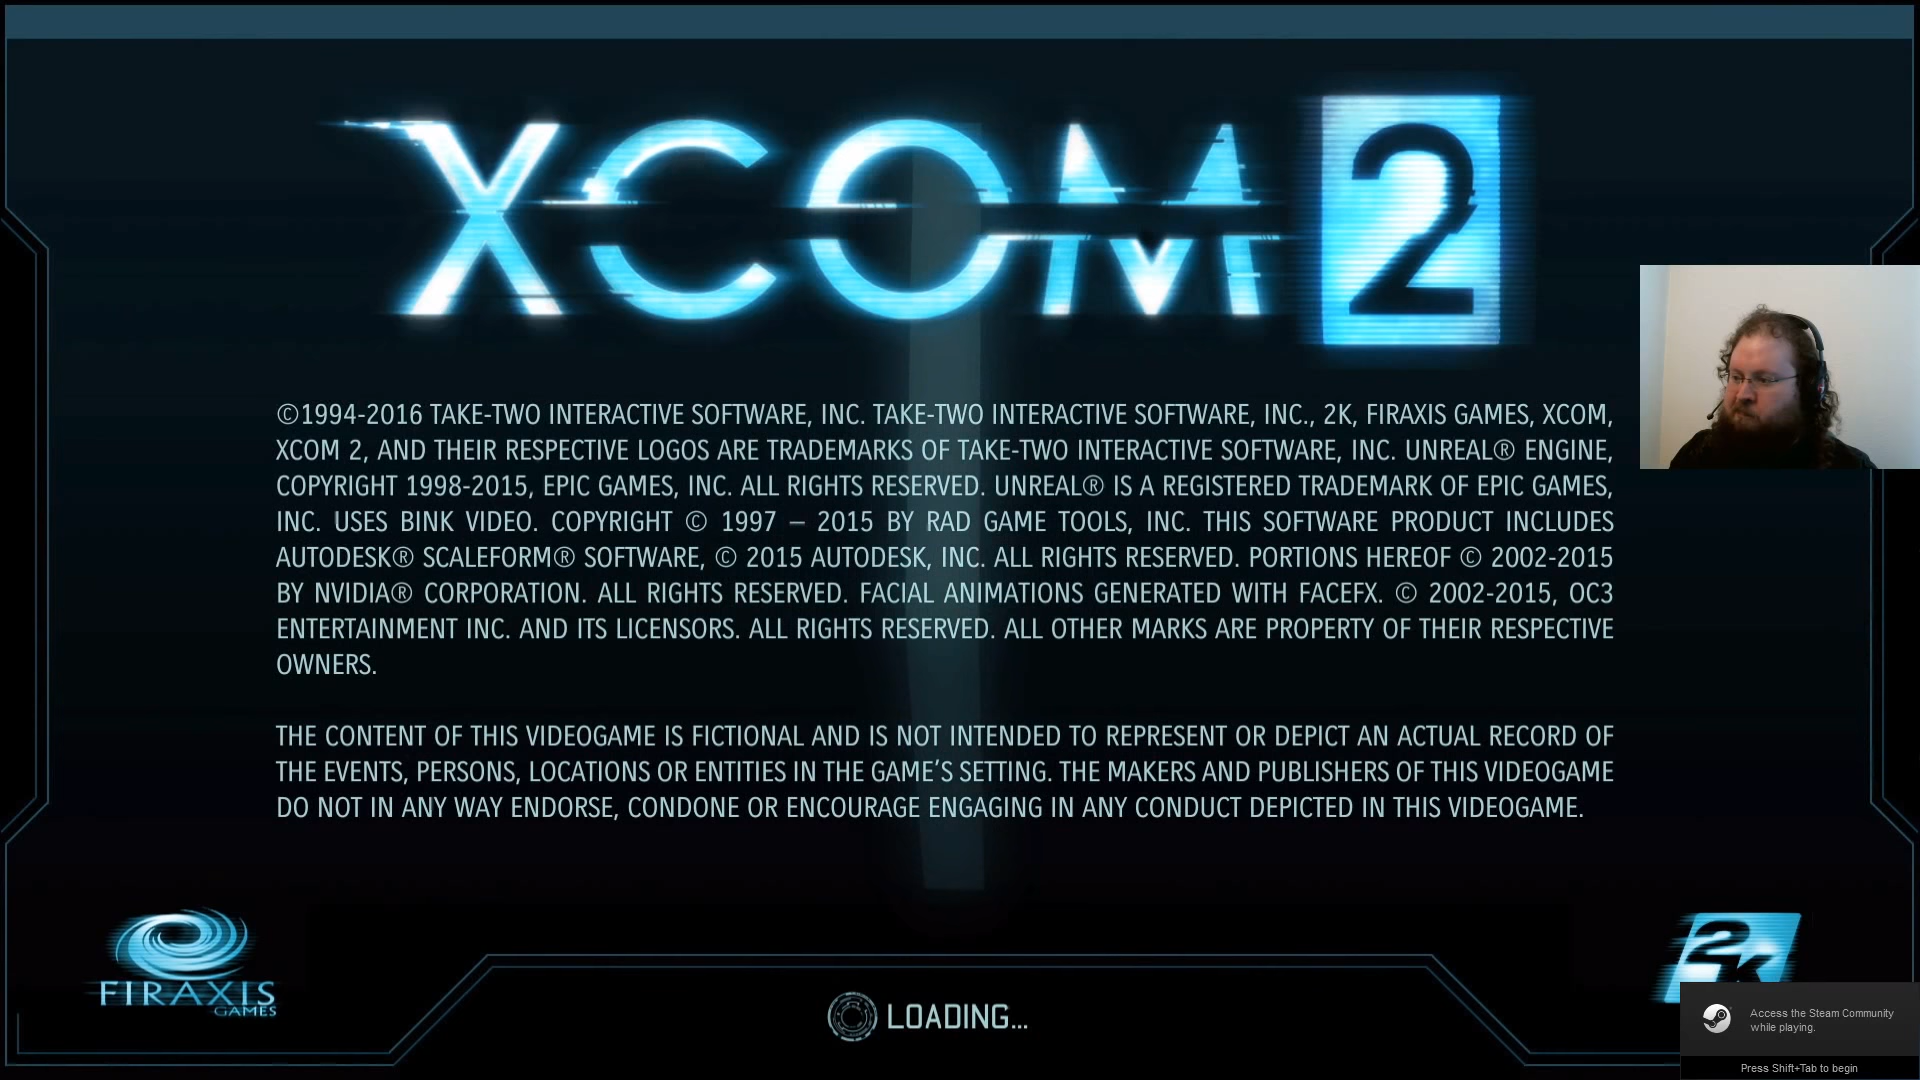 XCOM 2
©1994-2016 TAKE-TWO INTERACTIVE SOFTWARE, INC. TAKE-TWO INTERACTIVE SOFTWARE, INC., 2K, FIRAXIS GAMES, XCOM,
XCOM 2, AND THEIR RESPECTIVE LOGOS ARE TRADEMARKS OF TAKE-TWO INTERACTIVE SOFTWARE, INC. UNREAL® ENGINE,
COPYRIGHT 1998-2015, EPIC GAMES, INC. ALL RIGHTS RESERVED. UNREAL® IS A REGISTERED TRADEMARK OF EPIC GAMES,
INC. USES BINK VIDEO. COPYRIGHT © 1997 – 2015 BY RAD GAME TOOLS, INC. THIS SOFTWARE PRODUCT INCLUDES
AUTODESK® SCALEFORM® SOFTWARE, © 2015 AUTODESK, INC. ALL RIGHTS RESERVED. PORTIONS HEREOF © 2002-2015
BY NVIDIA® CORPORATION. ALL RIGHTS RESERVED. FACIAL ANIMATIONS GENERATED WITH FACEFX. © 2002-2015, OC3
ENTERTAINMENT INC. AND ITS LICENSORS. ALL RIGHTS RESERVED. ALL OTHER MARKS ARE PROPERTY OF THEIR RESPECTIVE
OWNERS.
THE CONTENT OF THIS VIDEOGAME IS FICTIONAL AND IS NOT INTENDED TO REPRESENT OR DEPICT AN ACTUAL RECORD OF
THE EVENTS, PERSONS, LOCATIONS OR ENTITIES IN THE GAME'S SETTING. THE MAKERS AND PUBLISHERS OF THIS VIDEOGAME
DO NOT IN ANY WAY ENDORSE, CONDONE OR ENCOURAGE ENGAGING IN ANY CONDUCT DEPICTED IN THIS VIDEOGAME.
FIRAXIS
GAMES
LOADING...
2K
Access the Steam Community
while playing.
Press Shift+Tab to begin